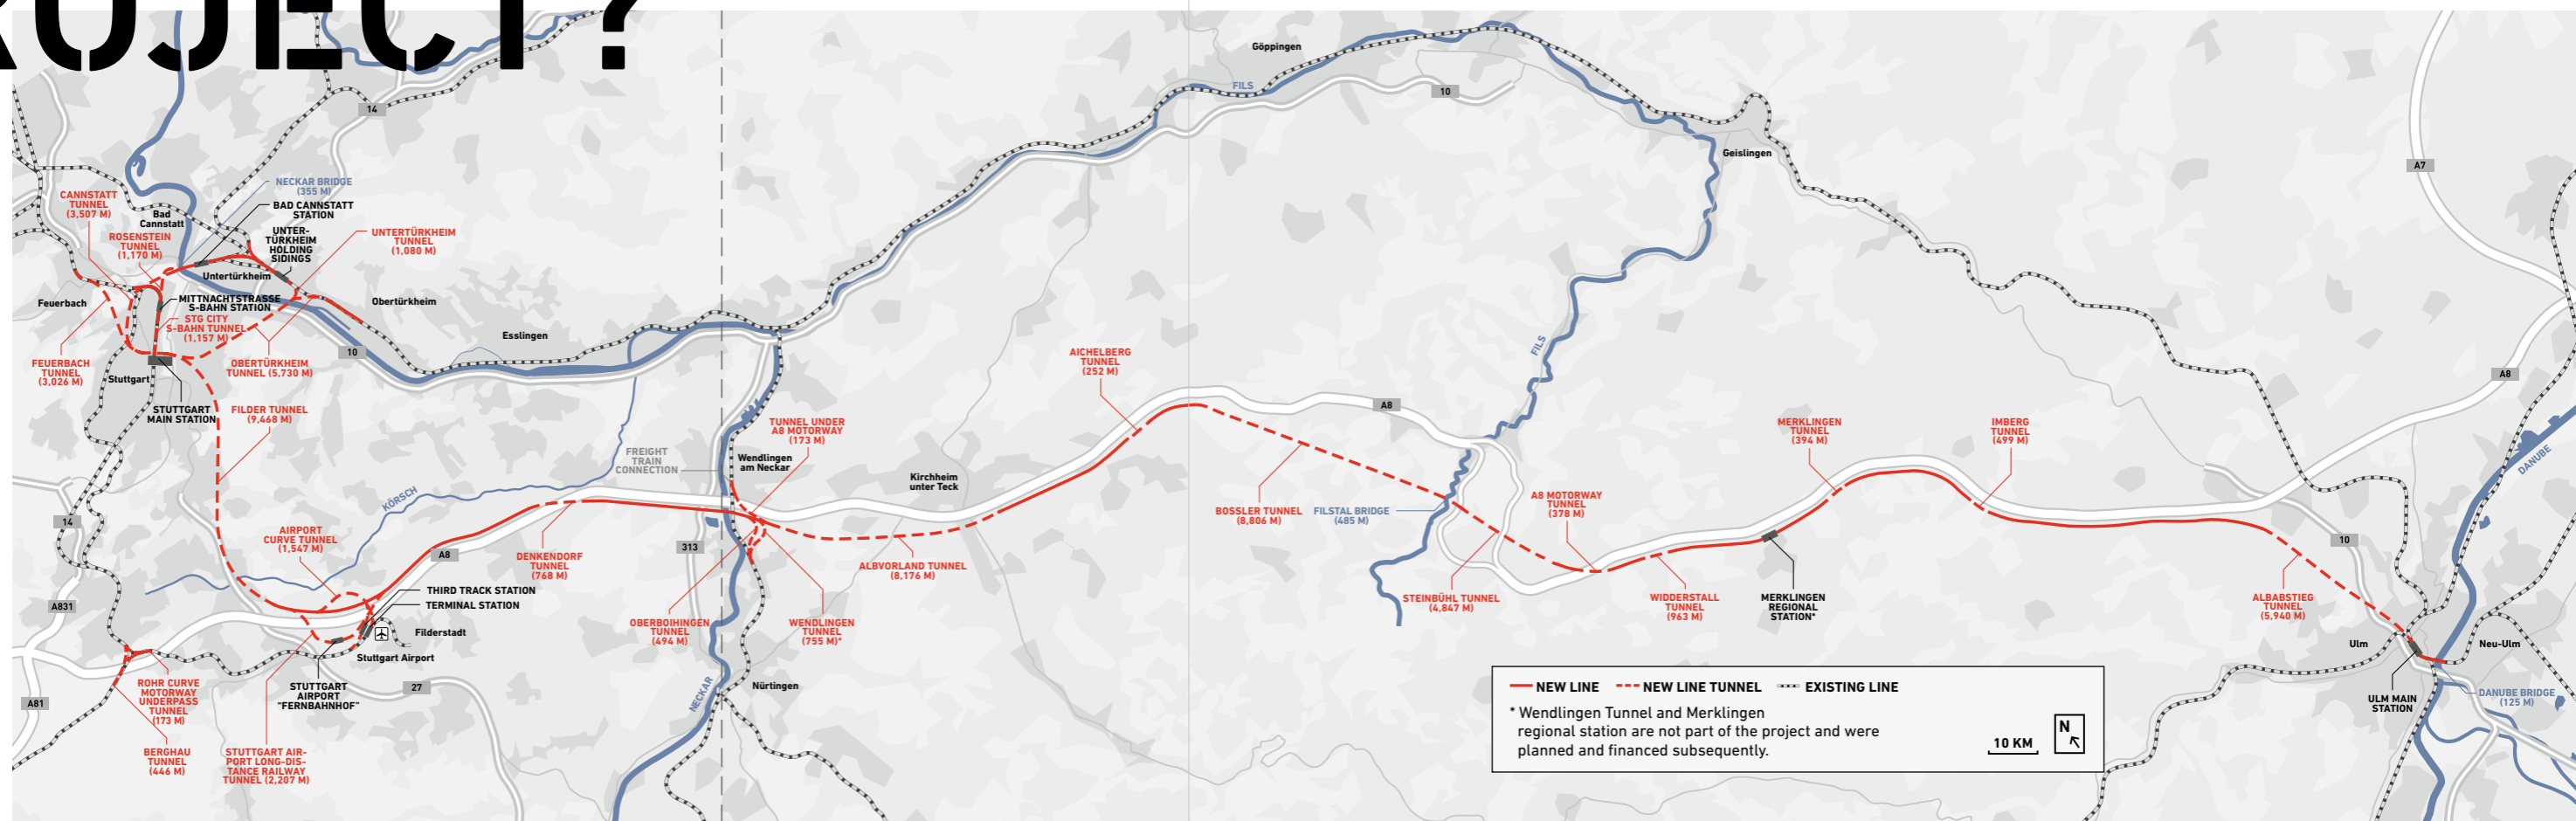 ROJECT?
Göppingen
FILS
10
14
Geislingen
A7
CANNSTATT
TUNNEL
(3,507 M)
NECKAR BRIDGE
(355 M)
BAD CANNSTATT
STATION
Bad
Cannstatt
UNTER-
TÜRKHEIM
HOLDING
SIDINGS
UNTERTÜRKHEIM
TUNNEL
(1,080 M)
ROSENSTEIN
TUNNEL
(1,170 M)
Untertürkheim
Feuerbach
MITTNACHTSTRASSE
S-BAHN STATION
Obertürkheim
STG CITY
S-BAHN TUNNEL
(1,157 M)
Esslingen
10
FEUERBACH
TUNNEL
(3,026 M)
OBERTÜRKHEIM
TUNNEL (5,730 M)
Stuttgart
STUTTGART
MAIN STATION
FILDER TUNNEL
(9,468 M)
AICHELBERG
TUNNEL
(252 M)
FILS
A8
A8
TUNNEL UNDER
A8 MOTORWAY
(173 M)
FREIGHT
TRAIN
CONNECTION
Wendlingen
am Neckar
Kirchheim
unter Teck
MERKLINGEN
TUNNEL
(394 M)
IMBERG
TUNNEL
(499 M)
DANUBE
KÖRSCH
14
AIRPORT
CURVE TUNNEL
(1,547 M)
A8
313
DENKENDORF
TUNNEL
(768 M)
ALBVORLAND TUNNEL
(8,176 M)
BOSSLER TUNNEL
(8,806 M)
FILSTAL BRIDGE
(485 M)
A8 MOTORWAY
TUNNEL
(378 M)
10
THIRD TRACK STATION
TERMINAL STATION
A831
OBERBOIHINGEN
TUNNEL
(494 M)
WENDLINGEN
TUNNEL
(755 M)*
STEINBÜHL TUNNEL
(4,847 M)
WIDDERSTALL
TUNNEL
(963 M)
MERKLINGEN
REGIONAL
STATION*
ALBABSTIEG
TUNNEL
(5,940 M)
Filderstadt
Stuttgart Airport
Ulm
Neu-Ulm
ROHR CURVE
MOTORWAY
UNDERPASS
TUNNEL
(173 M)
STUTTGART
AIRPORT
"FERNBAHNHOF"
27
NECKAR
Nürtingen
A81
BERGHAU
TUNNEL
(446 M)
STUTTGART AIR-
PORT LONG-DIS-
TANCE RAILWAY
TUNNEL (2,207 M)
ULM MAIN
STATION
DANUBE BRIDGE
(125 M)
NEW LINE NEW LINE TUNNEL EXISTING LINE
* Wendlingen Tunnel and Merklingen
regional station are not part of the project and were
planned and financed subsequently.
10 KM
N